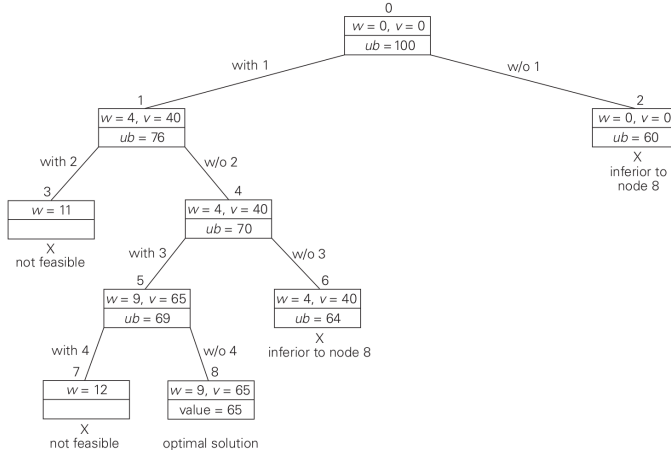 0
w = 0, v = 0
ub = 100
with 1
w/o 1
1
w = 4, v = 40
ub = 76
2
w = 0, v = 0
ub = 60
X
inferior to
node 8
with 2
w/o 2
3
w = 11
X
not feasible
4
w = 4, v = 40
ub = 70
with 3
w/o 3
5
w = 9, v = 65
ub = 69
6
w = 4, v = 40
ub = 64
X
inferior to node 8
with 4
w/o 4
7
w = 12
X
not feasible
8
w = 9, v = 65
value = 65
optimal solution